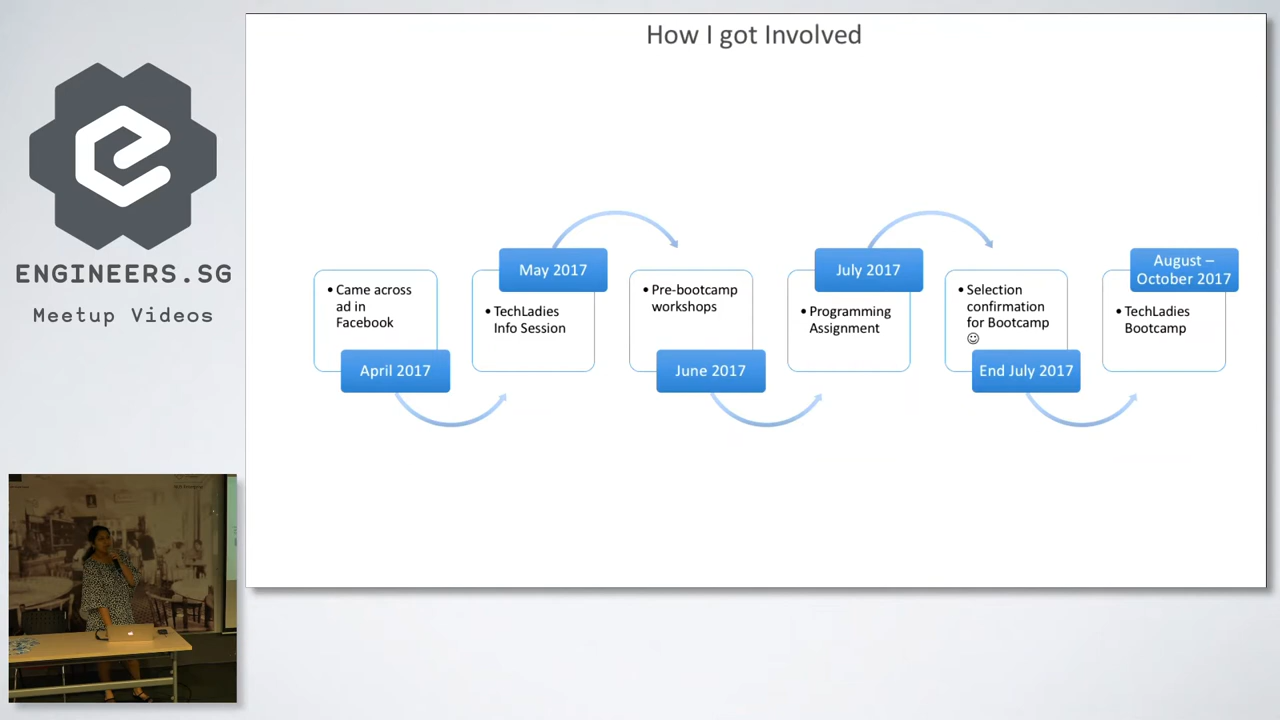 How I got Involved
ENGINEERS.SG
Meetup Videos
• Came across
ad in
Facebook
April 2017
May 2017
• TechLadies
Info Session
• Pre-bootcamp
workshops
June 2017
July 2017
• Programming
Assignment
• Selection
confirmation
for Bootcamp
☺
End July 2017
August –
October 2017
• TechLadies
Bootcamp